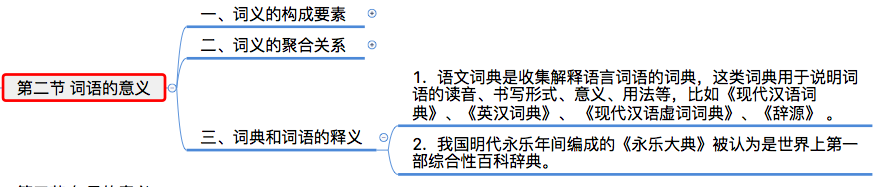 一、词义的构成要素
二、词义的聚合关系
第二节 词语的意义
1．语文词典是收集解释语言词语的词典，这类词典用于说明词
语的读音、书写形式、意义、用法等，比如《现代汉语词
典》、《英汉词典》、 《现代汉语虚词词典》、《辞源》 。
三、词典和词语的释义
2．我国明代永乐年间编成的《永乐大典》被认为是世界上第一
部综合性百科辞典。